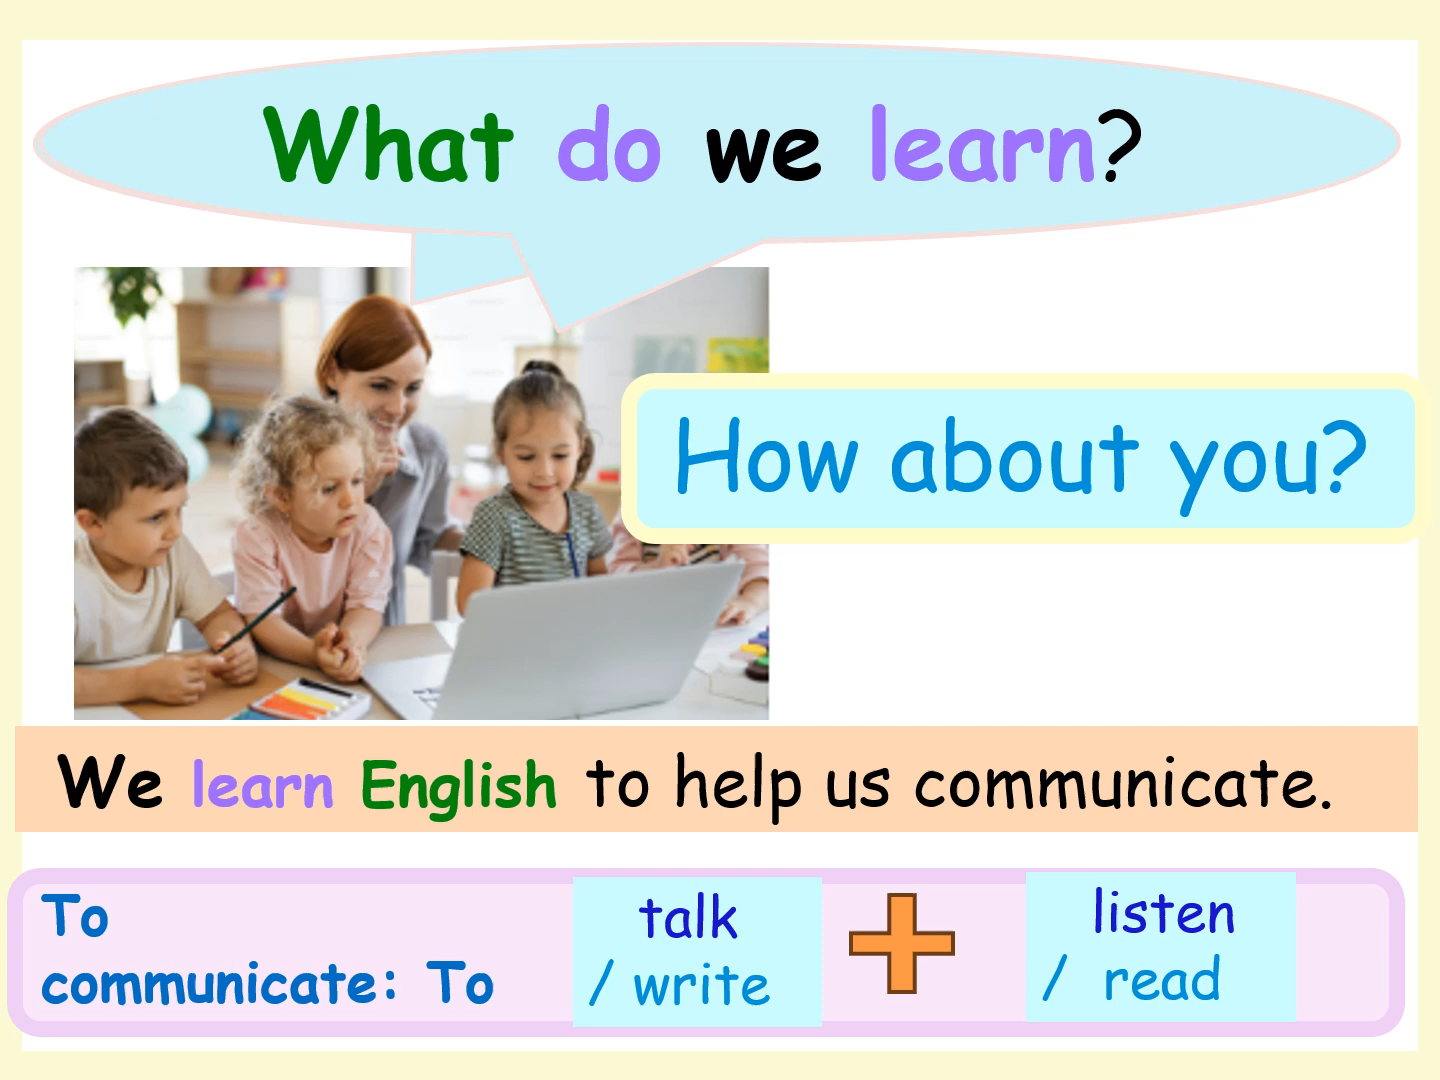 What do we learn?
How about you?
We learn English to help us communicate.
To
communicate: To
talk
/ write
listen
/ read